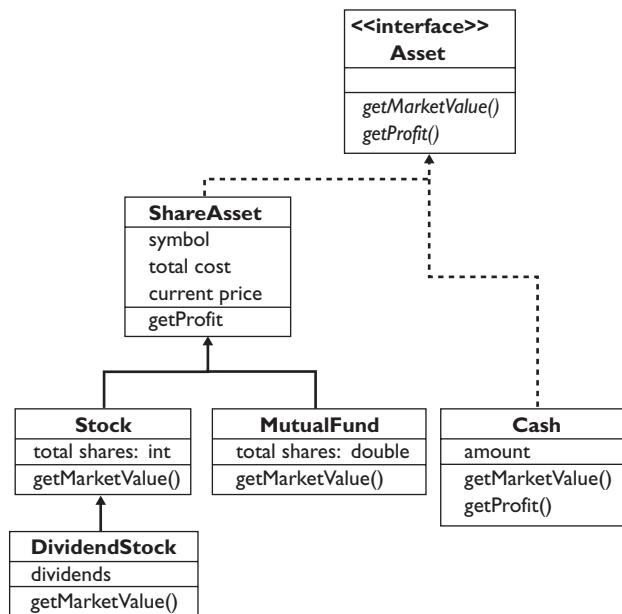 <<interface>>
Asset
getMarketValue()
getProfit()
ShareAsset
symbol
total cost
current price
getProfit
Stock
total shares: int
getMarketValue()
MutualFund
total shares: double
getMarketValue()
Cash
amount
getMarketValue()
getProfit()
DividendStock
dividends
getMarketValue()